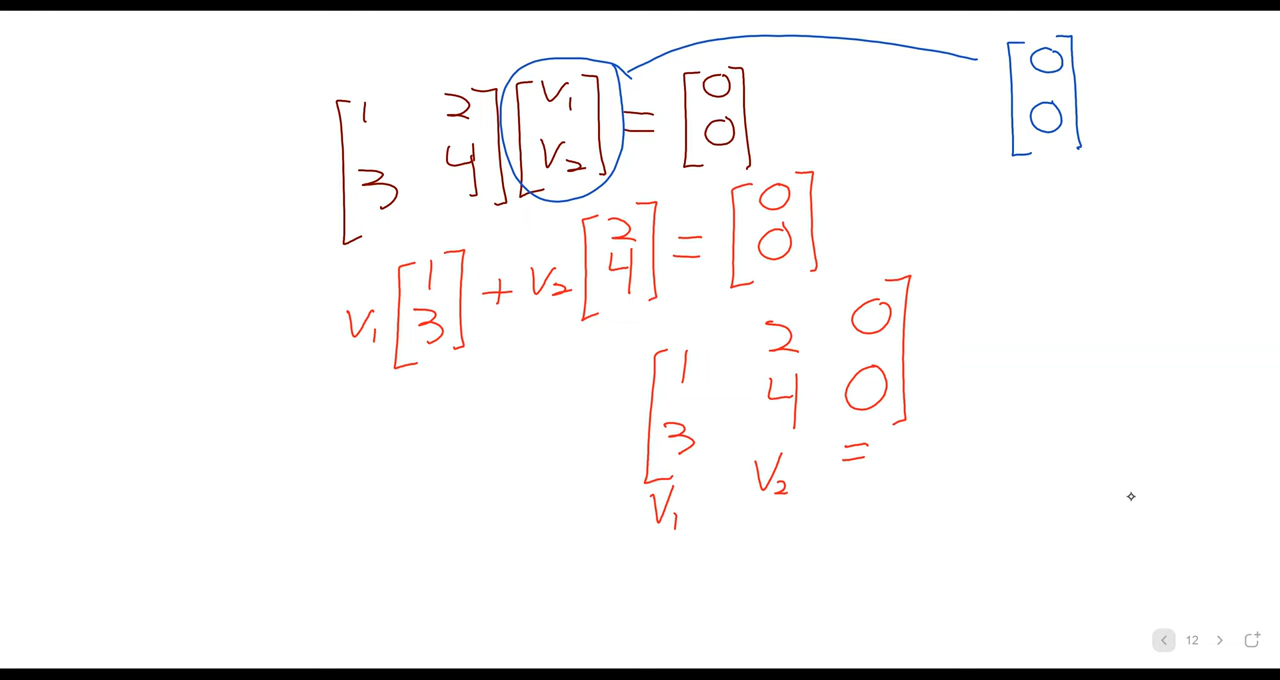 [1 2; 3 4] [V₁; V₂] = [0; 0]
[0; 0]
V₁ [1; 3] + V₂ [2; 4] = [0; 0]
[1 2 0; 3 4 0]
V₁ V₂ =
12